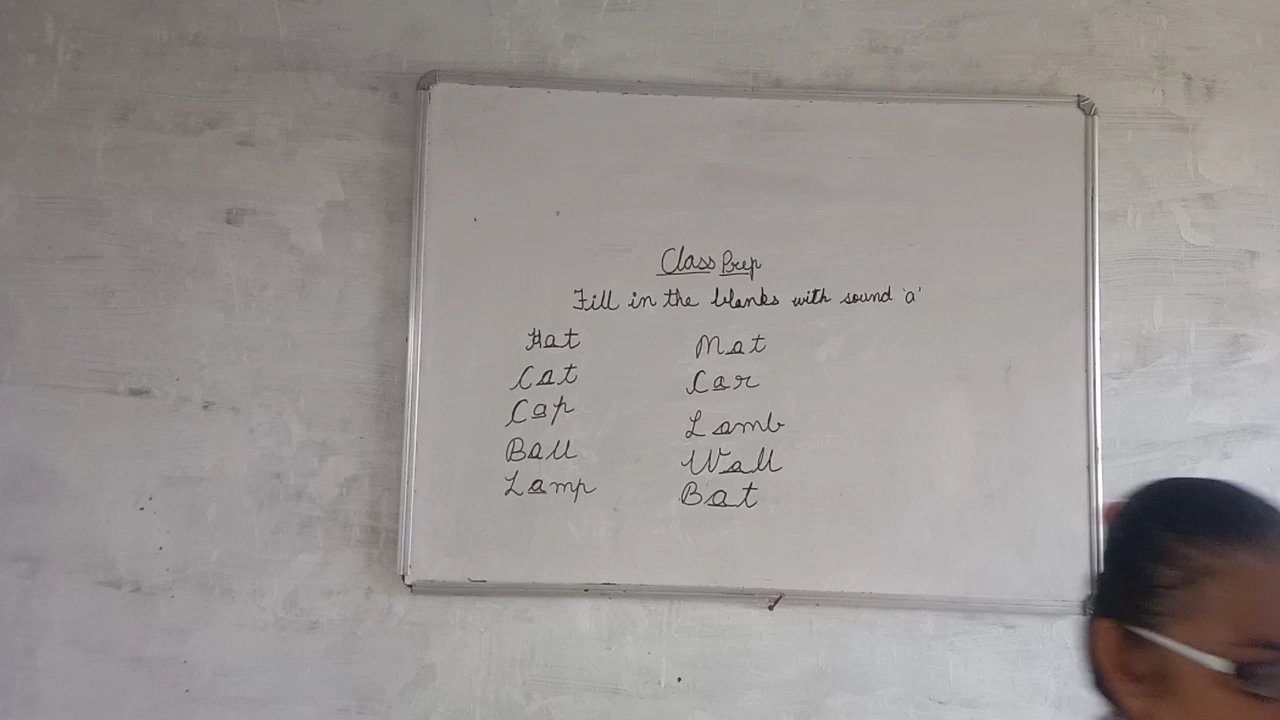 Class Prep
Fill in the blanks with sound 'a'
Hat Mat
Cat Car
Cap Lamb
Ball Wall
Lamp Bat